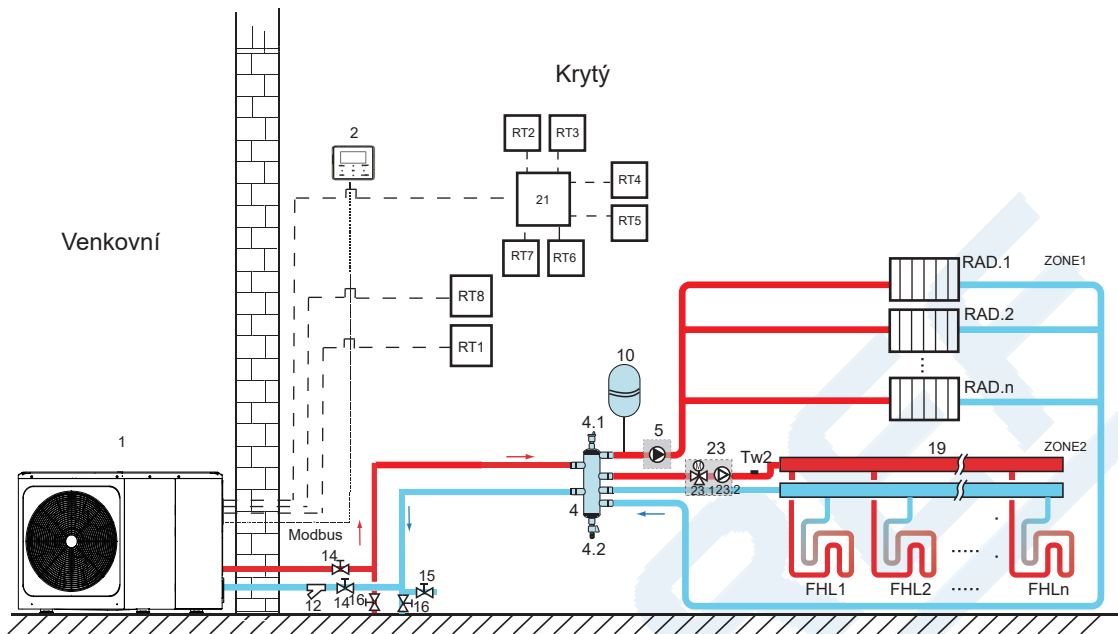 Krytý
Venkovní
2
RT2
RT3
RT4
21
RT5
RT7
RT6
RT8
RT1
RAD.1
ZONE1
RAD.2
RAD.n
10
4.1
5
23
Tw2
19
ZONE2
23.1
23.2
1
4
4.2
Modbus
14
12
14
16
16
15
FHL1
FHL2
FHLn